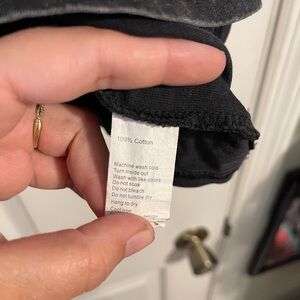 100% Cotton
Machine wash cold
Turn inside out
Wash with like colors
Do not soak
Do not bleach
Do not tumble dry
Hang to dry